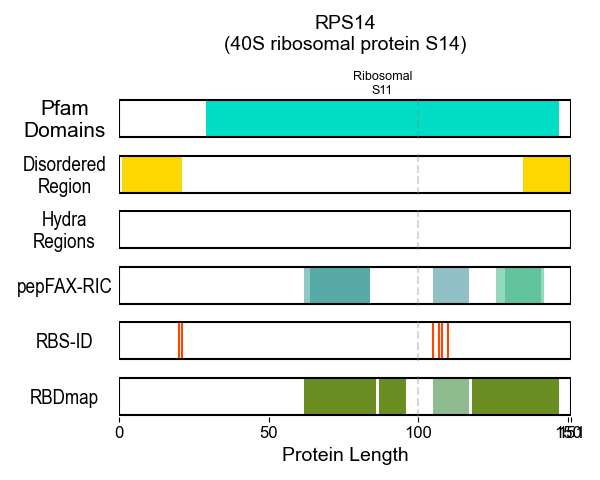 RPS14
(40S ribosomal protein S14)
Ribosomal
S11
Pfam
Domains
Disordered
Region
Hydra
Regions
pepFAX-RIC
RBS-ID
RBDmap
0 50 100 150 151
Protein Length